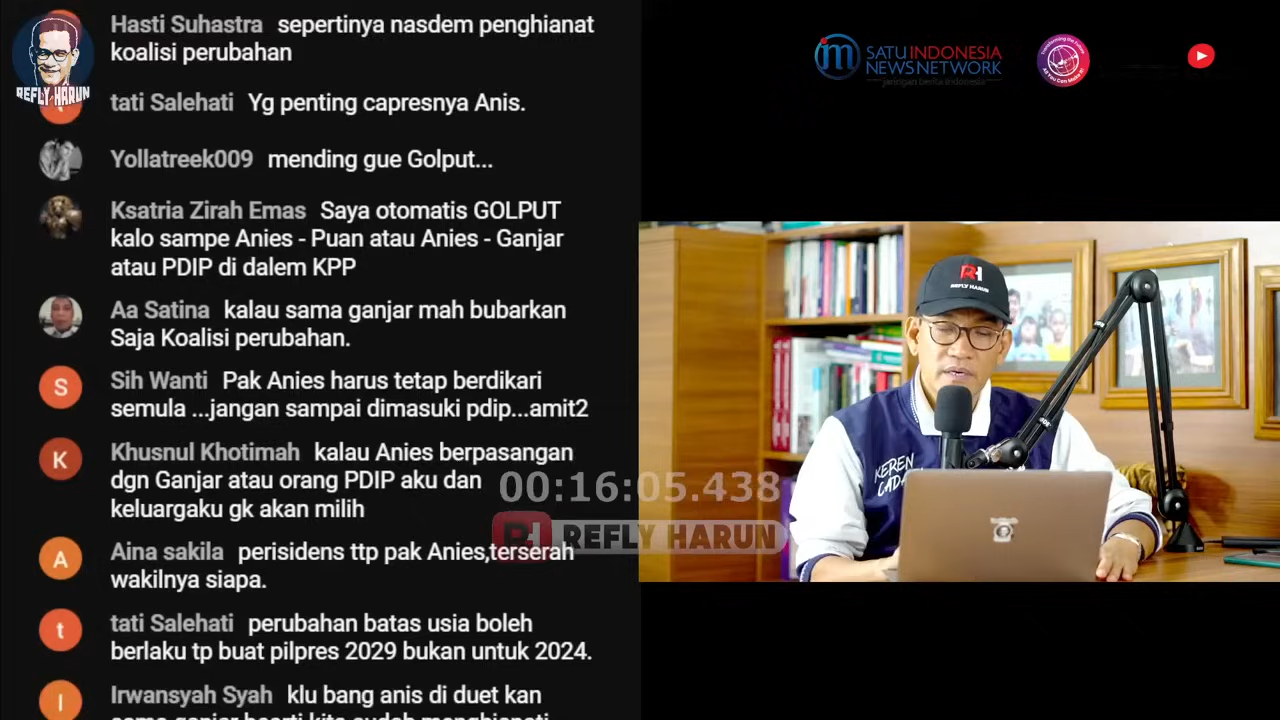 REFLY HARUN
Hasti Suhastra sepertinya nasdem penghianat
koalisi perubahan
tati Salehati Yg penting capresnya Anis.
Yollatreek009 mending gue Golput...
Ksatria Zirah Emas Saya otomatis GOLPUT
kalo sampe Anies - Puan atau Anies - Ganjar
atau PDIP di dalem KPP
Aa Satina kalau sama ganjar mah bubarkan
Saja Koalisi perubahan.
S
Sih Wanti Pak Anies harus tetap berdikari
semula ...jangan sampai dimasuki pdip...amit2
K
Khusnul Khotimah kalau Anies berpasangan
dgn Ganjar atau orang PDIP aku dan
keluargaku gk akan milih
A
Aina sakila perisidens ttp pak Anies,terserah
wakilnya siapa.
t
tati Salehati perubahan batas usia boleh
berlaku tp buat pilpres 2029 bukan untuk 2024.
I
Irwansyah Syah klu bang anis di duet kan
00:16:05.438
RH REFLY HARUN
SATU INDONESIA
NEWS NETWORK
jaringan berita Indonesia
RH
REFLY HARUN
KEREN